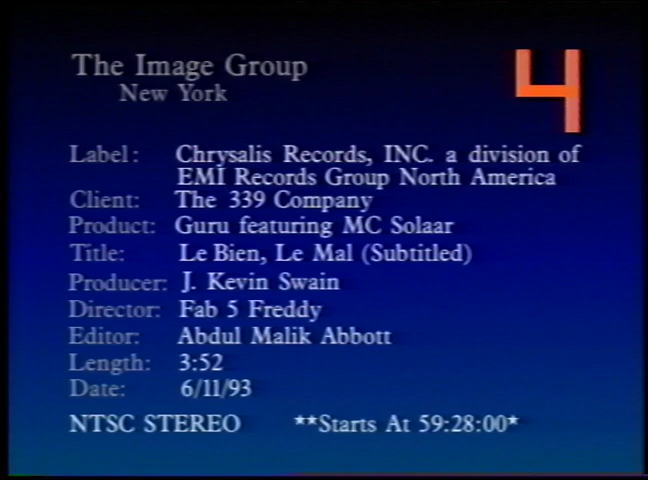 The Image Group
New York
4
Label: Chrysalis Records, INC. a division of
EMI Records Group North America
Client: The 339 Company
Product: Guru featuring MC Solaar
Title: Le Bien, Le Mal (Subtitled)
Producer: J. Kevin Swain
Director: Fab 5 Freddy
Editor: Abdul Malik Abbott
Length: 3:52
Date: 6/11/93
NTSC STEREO **Starts At 59:28:00*